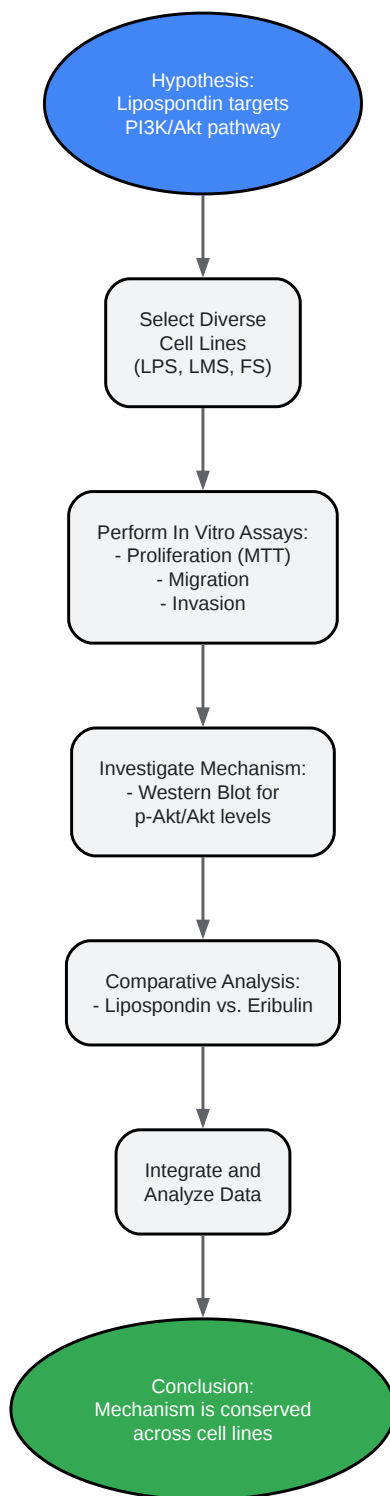 Hypothesis:
Lipospondin targets
PI3K/Akt pathway
Select Diverse
Cell Lines
(LPS, LMS, FS)
Perform In Vitro Assays:
- Proliferation (MTT)
- Migration
- Invasion
Investigate Mechanism:
- Western Blot for
p-Akt/Akt levels
Comparative Analysis:
- Lipospondin vs. Eribulin
Integrate and
Analyze Data
Conclusion:
Mechanism is conserved
across cell lines